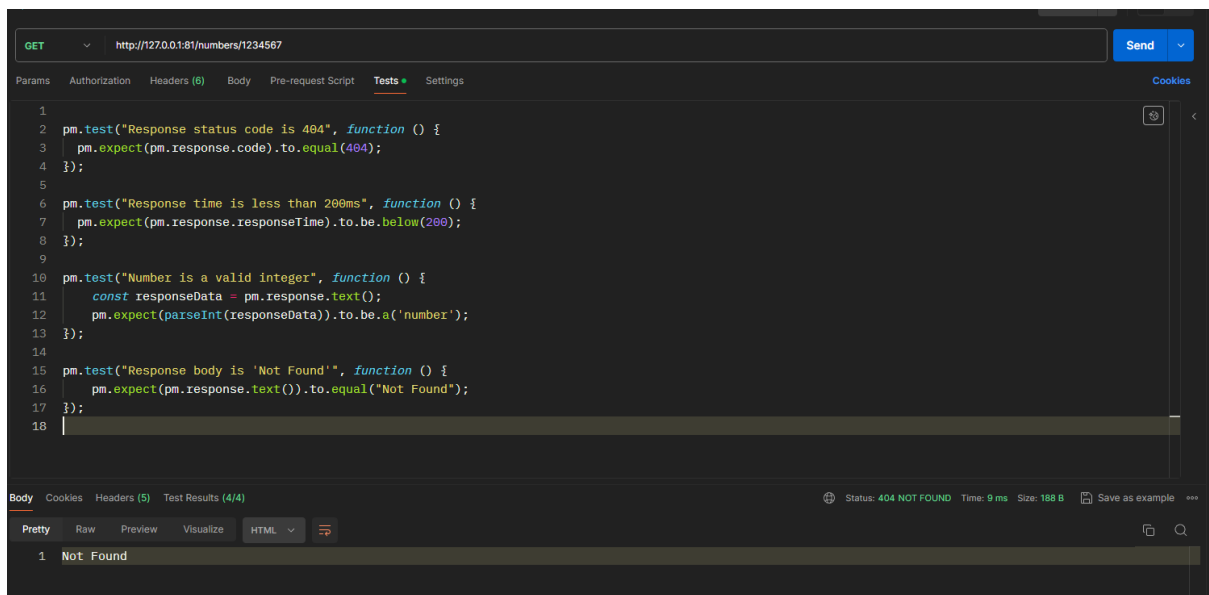 GET http://127.0.0.1:81/numbers/1234567 Send
Params Authorization Headers (6) Body Pre-request Script Tests Settings Cookies
1
2 pm.test("Response status code is 404", function () {
3 pm.expect(pm.response.code).to.equal(404);
4 });
5
6 pm.test("Response time is less than 200ms", function () {
7 pm.expect(pm.response.responseTime).to.be.below(200);
8 });
9
10 pm.test("Number is a valid integer", function () {
11 const responseData = pm.response.text();
12 pm.expect(parseInt(responseData)).to.be.a('number');
13 });
14
15 pm.test("Response body is 'Not Found'", function () {
16 pm.expect(pm.response.text()).to.equal("Not Found");
17 });
18
Body Cookies Headers (5) Test Results (4/4) Status: 404 NOT FOUND Time: 9 ms Size: 188 B Save as example
Pretty Raw Preview Visualize HTML
1 Not Found